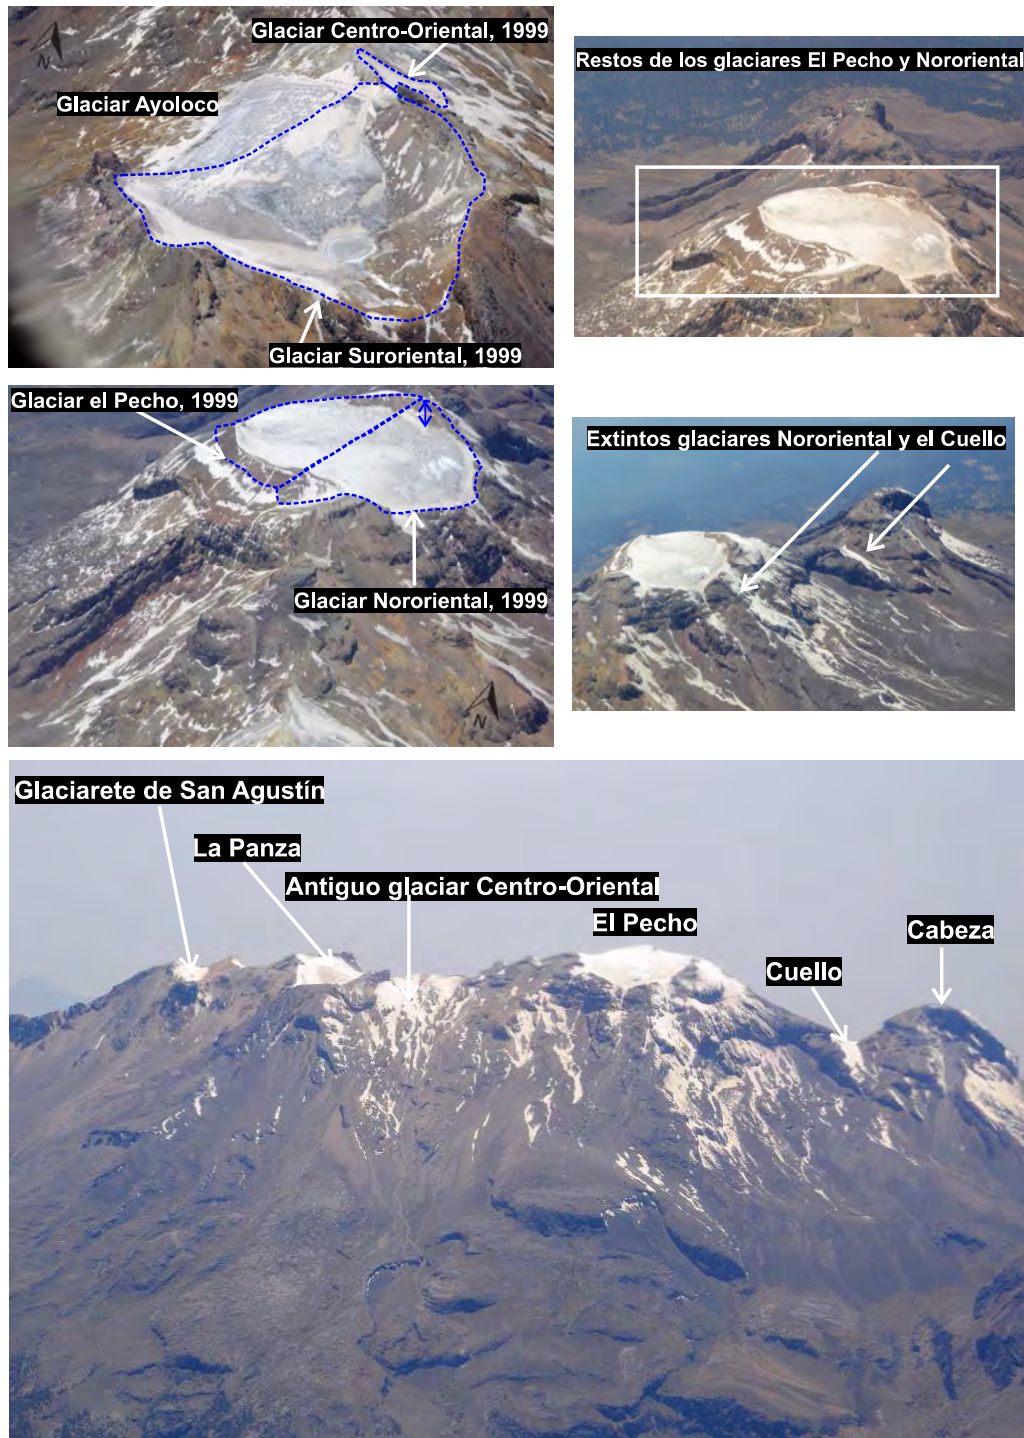 Glaciar Centro-Oriental, 1999
N
Glaciar Ayoloco
Glaciar Suroriental, 1999
Restos de los glaciares El Pecho y Nororiental
Glaciar el Pecho, 1999
Glaciar Nororiental, 1999
N
Extintos glaciares Nororiental y el Cuello
Glaciarete de San Agustín
La Panza
Antiguo glaciar Centro-Oriental
El Pecho
Cabeza
Cuello